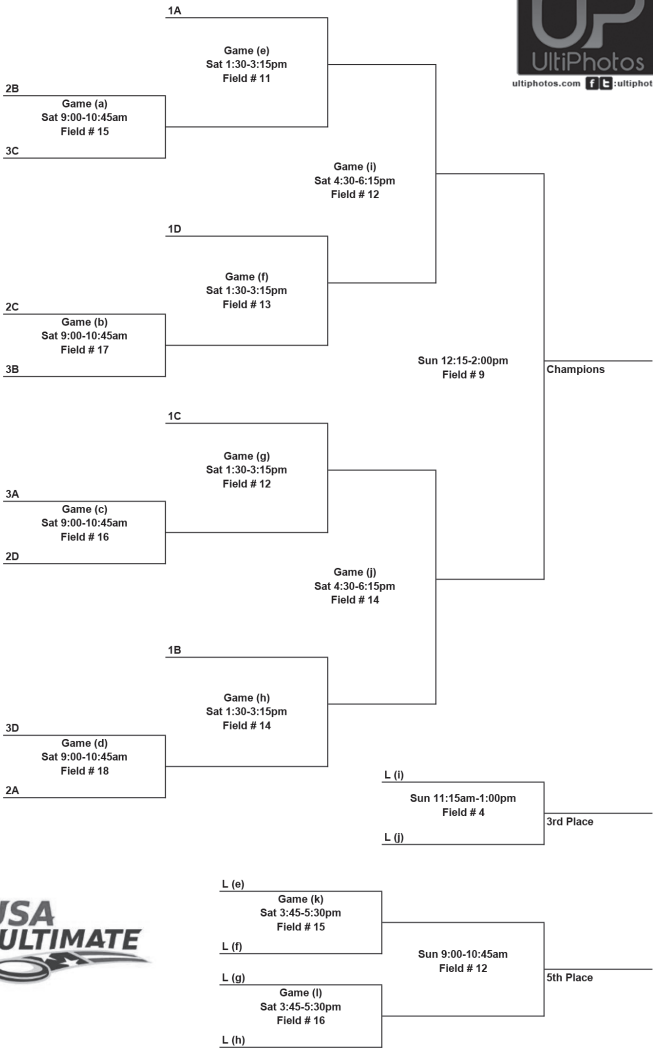 1A
Game (e)
Sat 1:30-3:15pm
Field # 11
UP
UltiPhotos
ultiphotos.com f t :ultiphot
2B
Game (a)
Sat 9:00-10:45am
Field # 15
3C
Game (i)
Sat 4:30-6:15pm
Field # 12
1D
Game (f)
Sat 1:30-3:15pm
Field # 13
2C
Game (b)
Sat 9:00-10:45am
Field # 17
3B
Sun 12:15-2:00pm
Field # 9
Champions
1C
Game (g)
Sat 1:30-3:15pm
Field # 12
3A
Game (c)
Sat 9:00-10:45am
Field # 16
2D
Game (j)
Sat 4:30-6:15pm
Field # 14
1B
Game (h)
Sat 1:30-3:15pm
Field # 14
3D
Game (d)
Sat 9:00-10:45am
Field # 18
2A
L (i)
Sun 11:15am-1:00pm
Field # 4
3rd Place
L (j)
L (e)
Game (k)
Sat 3:45-5:30pm
Field # 15
L (f)
Sun 9:00-10:45am
Field # 12
5th Place
L (g)
Game (l)
Sat 3:45-5:30pm
Field # 16
L (h)
USA
ULTIMATE